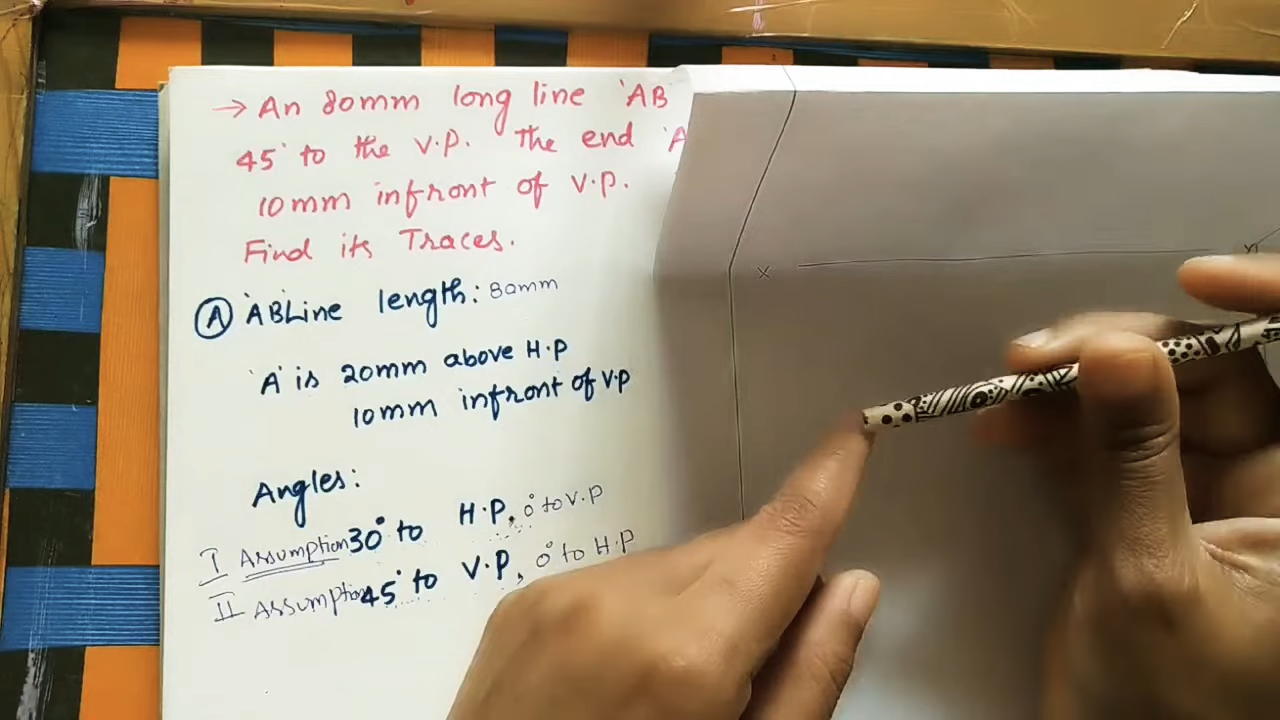 → An 80mm long line 'AB
45° to the V.P. The end 'A
10mm infront of V.P.
Find its Traces.
Ⓐ 'AB'Line length: 80mm
'A' is 20mm above H.P
10mm infront of V.P
Angles:
I Assumption 30° to H.P, 0° to V.P
II Assumption 45° to V.P, 0° to H.P
X